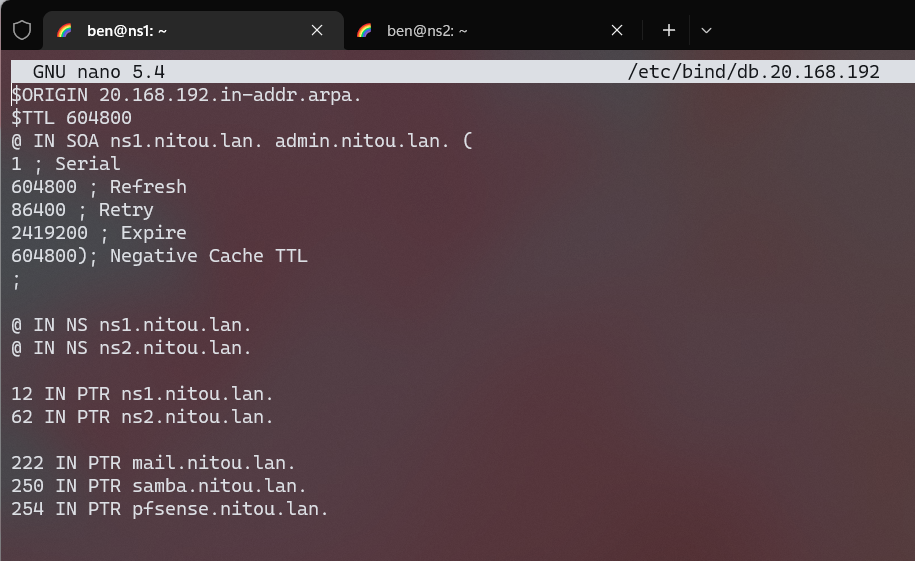 ben@ns1: ~
ben@ns2: ~
GNU nano 5.4 /etc/bind/db.20.168.192
$ORIGIN 20.168.192.in-addr.arpa.
$TTL 604800
@ IN SOA ns1.nitou.lan. admin.nitou.lan. (
1 ; Serial
604800 ; Refresh
86400 ; Retry
2419200 ; Expire
604800); Negative Cache TTL
;
@ IN NS ns1.nitou.lan.
@ IN NS ns2.nitou.lan.
12 IN PTR ns1.nitou.lan.
62 IN PTR ns2.nitou.lan.
222 IN PTR mail.nitou.lan.
250 IN PTR samba.nitou.lan.
254 IN PTR pfsense.nitou.lan.